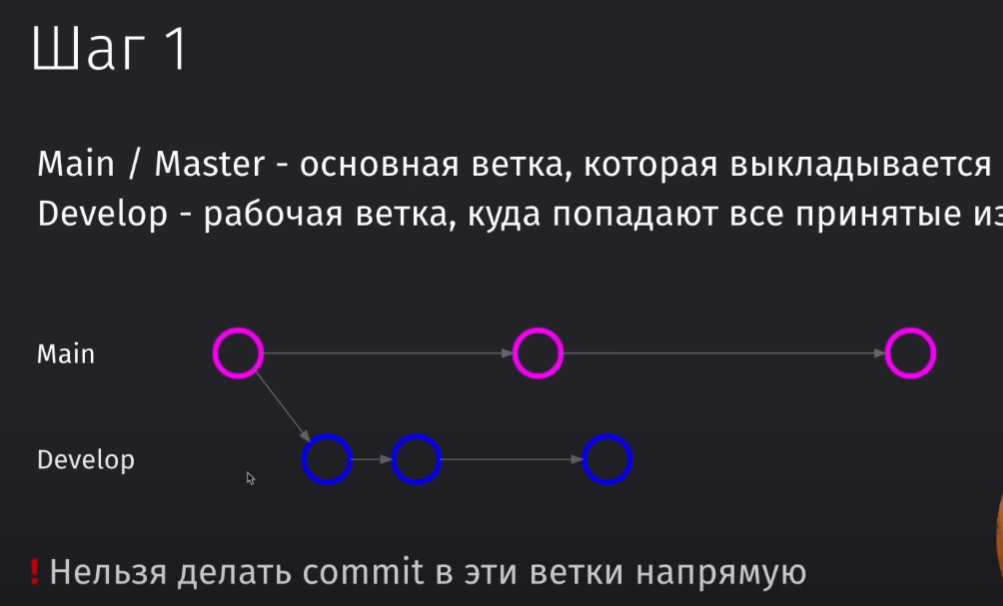 Шаг 1
Main / Master - основная ветка, которая выкладывается
Develop - рабочая ветка, куда попадают все принятые
Main
Develop
! Нельзя делать commit в эти ветки напрямую